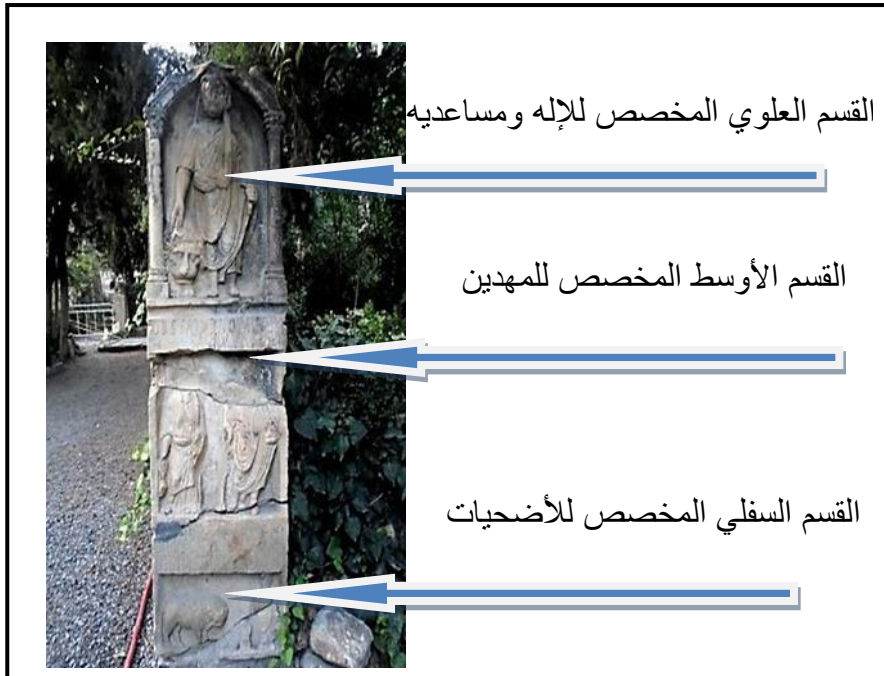 القسم العلوي المخصص للإله ومساعديه
القسم الأوسط المخصص للمهدين
القسم السفلي المخصص للأضحيات